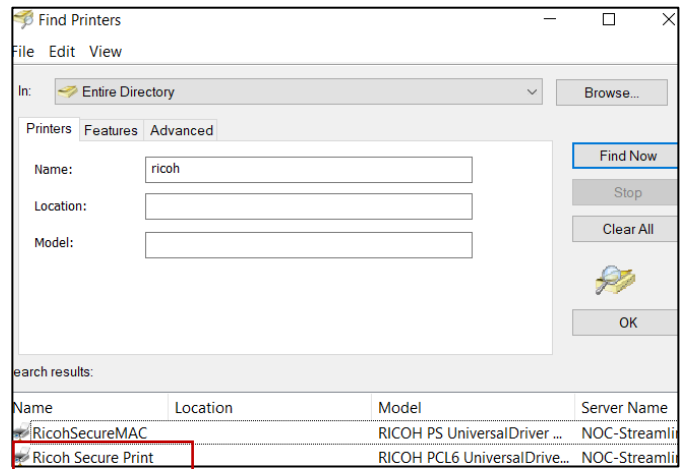 Find Printers
File Edit View
In: Entire Directory Browse...
Printers Features Advanced
Find Now
Name: ricoh
Stop
Location:
Clear All
Model:
OK
earch results:
Name Location Model Server Name
RicohSecureMAC RICOH PS UniversalDriver ... NOC-Streamli
Ricoh Secure Print RICOH PCL6 UniversalDrive... NOC-Streamli